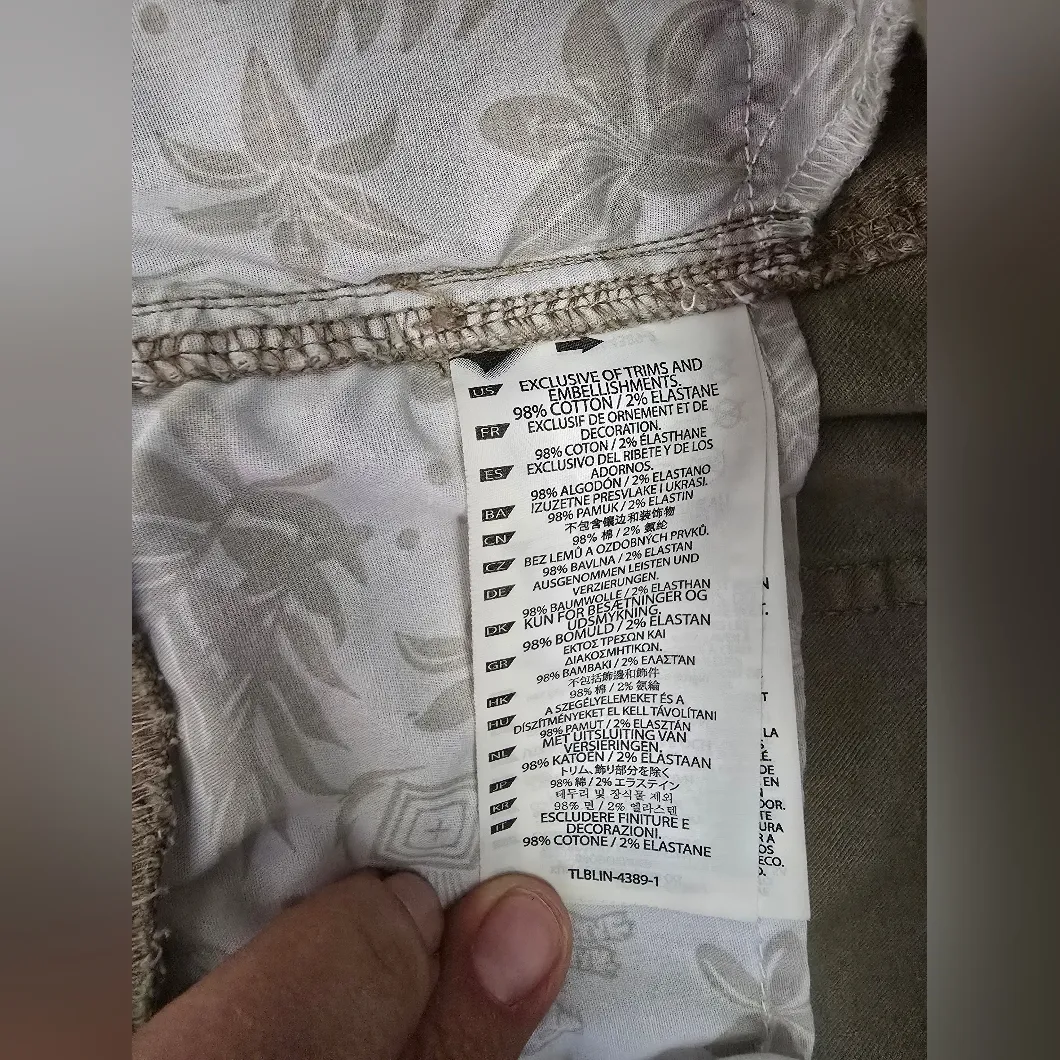 US EXCLUSIVE OF TRIMS AND
EMBELLISHMENTS.
98% COTTON / 2% ELASTANE
FR EXCLUSIF DE ORNEMENT ET DE
DECORATION.
98% COTON / 2% ÉLASTHANE
ES EXCLUSIVO DEL RIBETE Y DE LOS
ADORNOS.
98% ALGODÓN / 2% ELASTANO
BA IZUZETNE PRESVLAKE I UKRASI.
98% PAMUK / 2% ELASTIN
CN 不包含镶边和装饰物
98% 棉 / 2% 氨纶
CZ BEZ LEMŮ A OZDOBNÝCH PRVKŮ.
98% BAVLNA / 2% ELASTAN
DE AUSGENOMMEN LEISTEN UND
VERZIERUNGEN.
98% BAUMWOLLE / 2% ELASTHAN
DK KUN FOR BESÆTNINGER OG
UDSMYKNING.
98% BOMULD / 2% ELASTAN
GR ΕΚΤΟΣ ΤΡΕΣΩΝ ΚΑΙ
ΔΙΑΚΟΣΜΗΤΙΚΩΝ.
98% ΒΑΜΒΑΚΙ / 2% ΕΛΑΣΤΑΝ
HK 不包括飾邊和飾件
98% 棉 / 2% 氨綸
HU A SZEGÉLYELEMEKET ÉS A
DÍSZÍTMÉNYEKET EL KELL TÁVOLÍTANI
98% PAMUT / 2% ELASZTÁN
NL MET UITSLUITING VAN
VERSIERINGEN.
98% KATOEN / 2% ELASTAAN
JP トリム、飾り部分を除く
98% 綿 / 2% エラステイン
KR 테두리 및 장식물 제외
98% 면 / 2% 엘라스텐
IT ESCLUDERE FINITURE E
DECORAZIONI.
98% COTONE / 2% ELASTANE
TLBLIN-4389-1